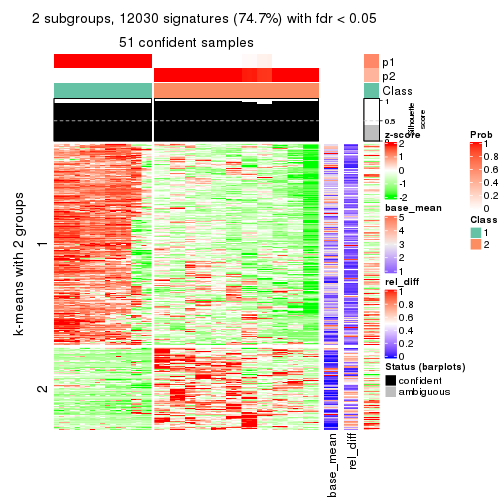 2 subgroups, 12030 signatures (74.7%) with fdr < 0.05
51 confident samples
p1
p2
Class
1
0.5
0
Silhouette
score
k-means with 2 groups
1
2
base_mean
rel_diff
z-score
2
1
0
-1
-2
base_mean
5
4
3
2
1
rel_diff
1
0.8
0.6
0.4
0.2
0
Status (barplots)
confident
ambiguous
Prob
1
0.8
0.6
0.4
0.2
0
Class
1
2